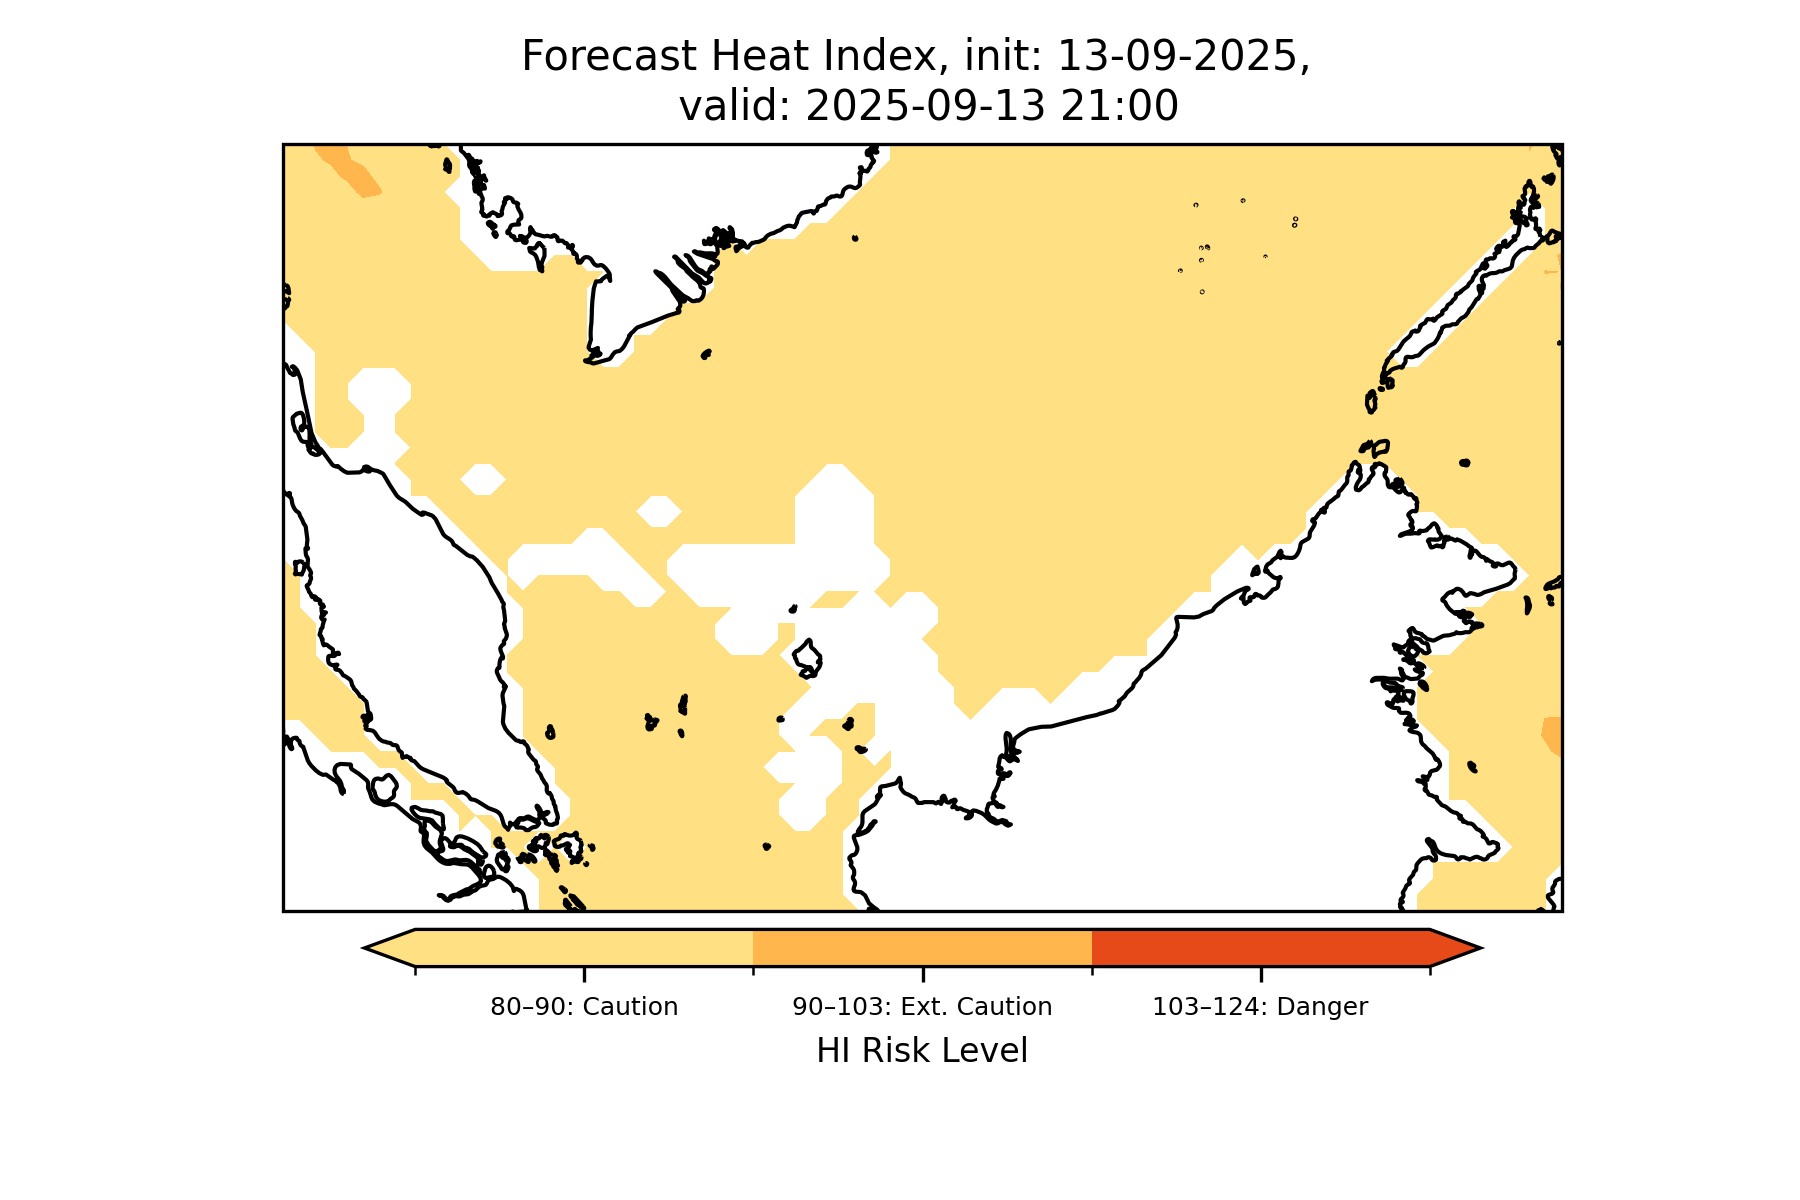 Forecast Heat Index, init: 13-09-2025,
valid: 2025-09-13 21:00
80–90: Caution
90–103: Ext. Caution
103–124: Danger
HI Risk Level